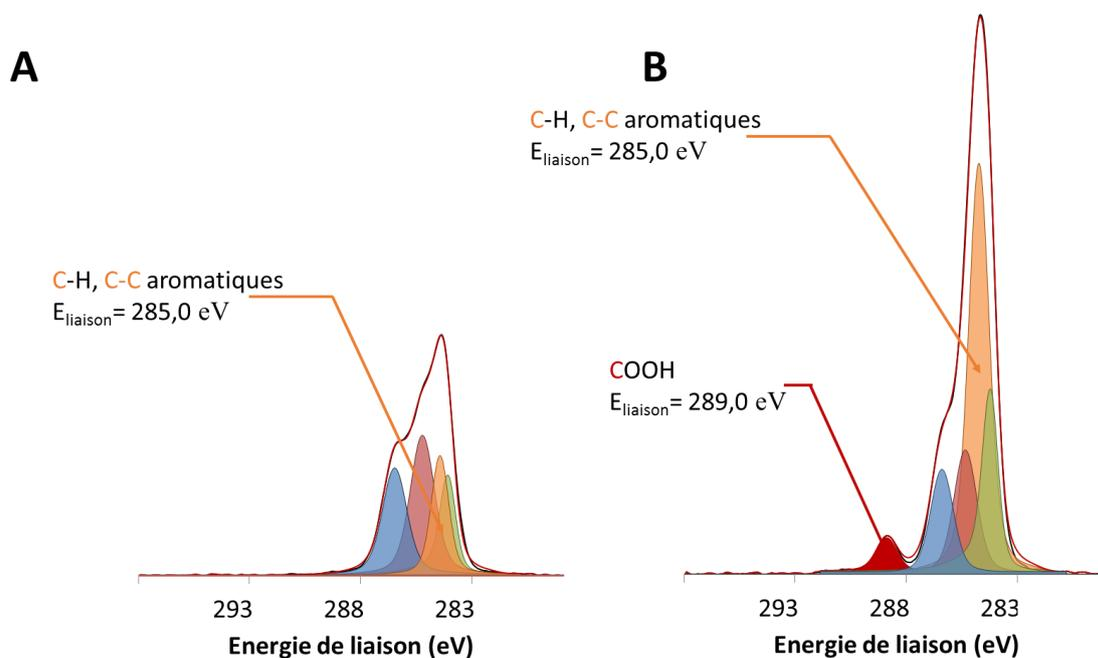 A
C-H, C-C aromatiques
Eliaison= 285,0 eV
293 288 283
Energie de liaison (eV)
B
C-H, C-C aromatiques
Eliaison= 285,0 eV
COOH
Eliaison= 289,0 eV
293 288 283
Energie de liaison (eV)